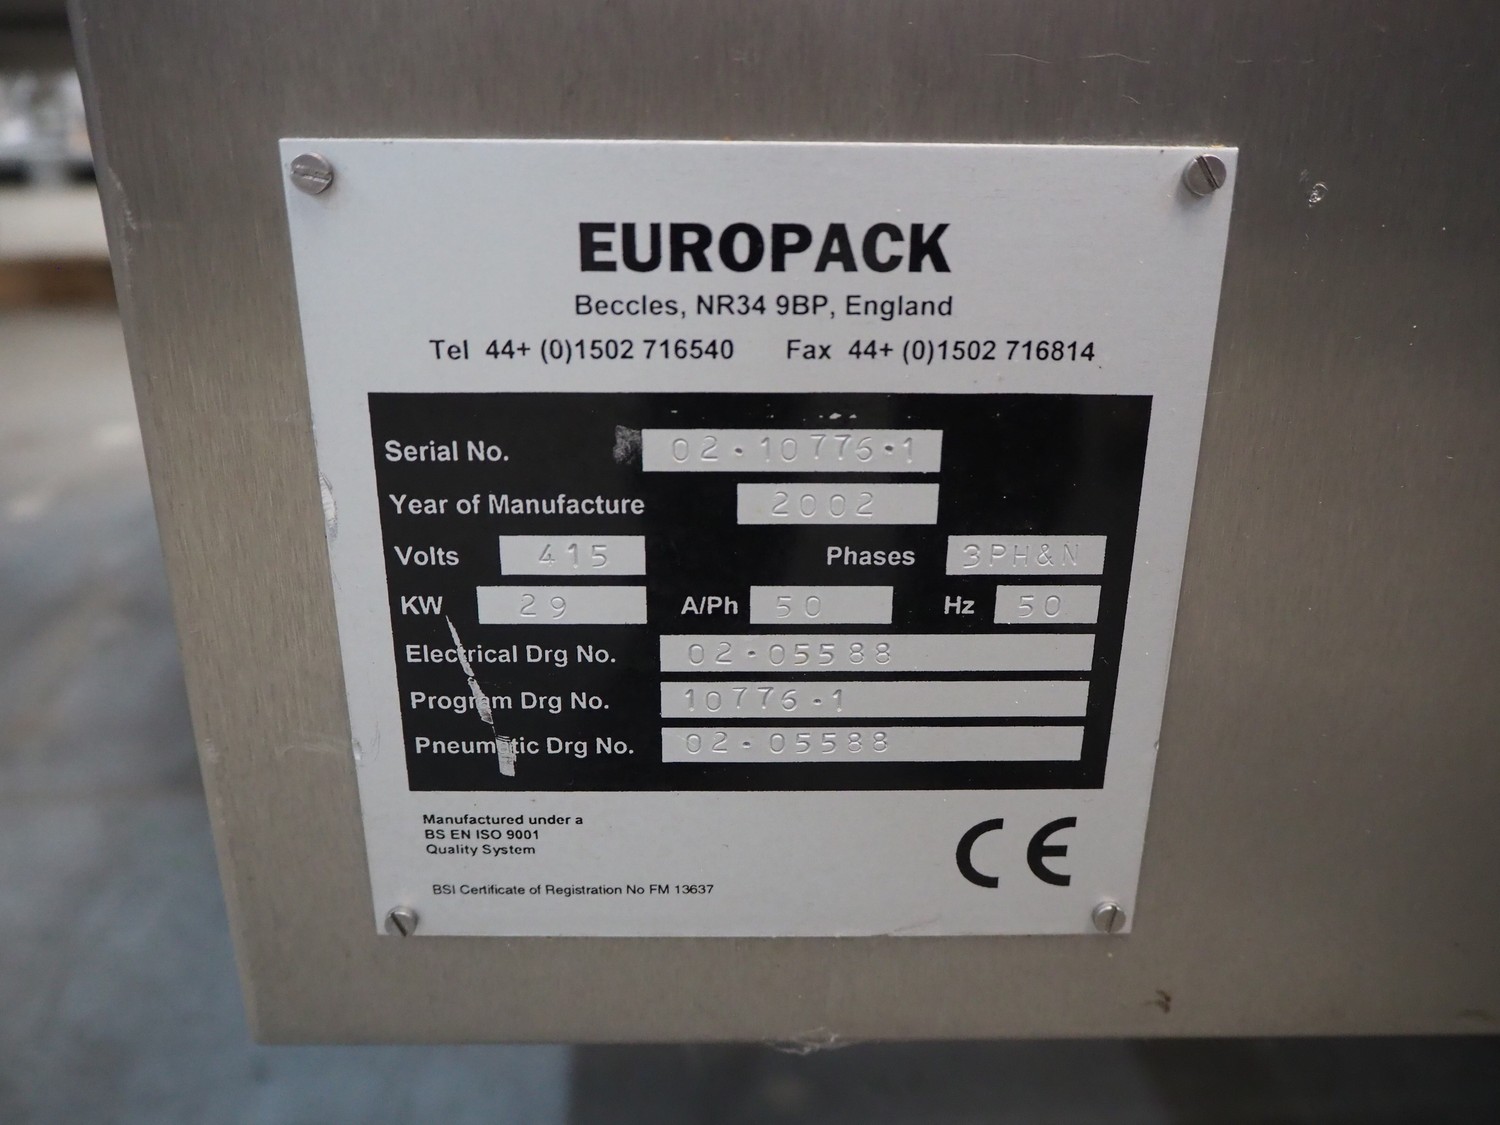 EUROPACK
Beccles, NR34 9BP, England
Tel 44+ (0)1502 716540 Fax 44+ (0)1502 716814
Serial No. 02-10776-1
Year of Manufacture 2002
Volts 415 Phases 3PH&N
KW 29 A/Ph 50 Hz 50
Electrical Drg No. 02-05588
Program Drg No. 10776-1
Pneumatic Drg No. 02-05588
Manufactured under a
BS EN ISO 9001
Quality System
CE
BSI Certificate of Registration No FM 13637